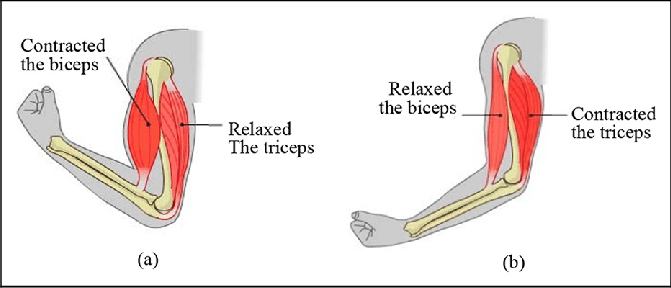 Contracted
the biceps
Relaxed
The triceps
(a)
Relaxed
the biceps
Contracted
the triceps
(b)